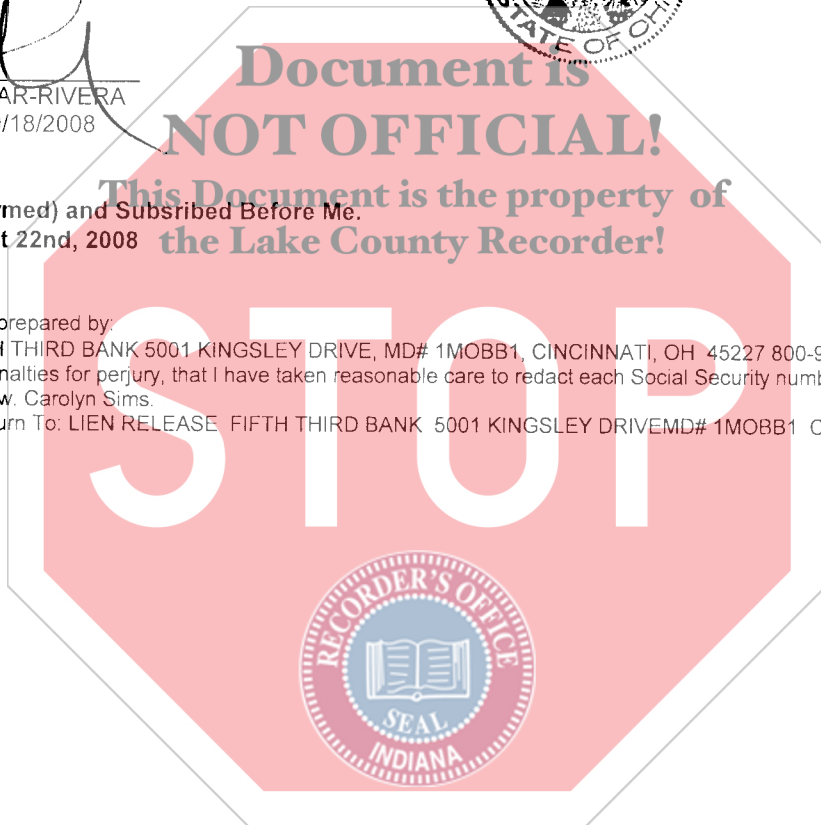 STATE OF
Document is
AR-RIVERA
/18/2008
NOT OFFICIAL!
This Document is the property of
med) and Subsribed Before Me.
t 22nd, 2008
the Lake County Recorder!
prepared by:
THIRD BANK 5001 KINGSLEY DRIVE, MD# 1MOBB1, CINCINNATI, OH 45227 800-9
nalties for perjury, that I have taken reasonable care to redact each Social Security numb
w. Carolyn Sims.
urn To: LIEN RELEASE FIFTH THIRD BANK 5001 KINGSLEY DRIVEMD# 1MOBB1 C
STOP
RECORDER'S OFFICE
SEAL
INDIANA